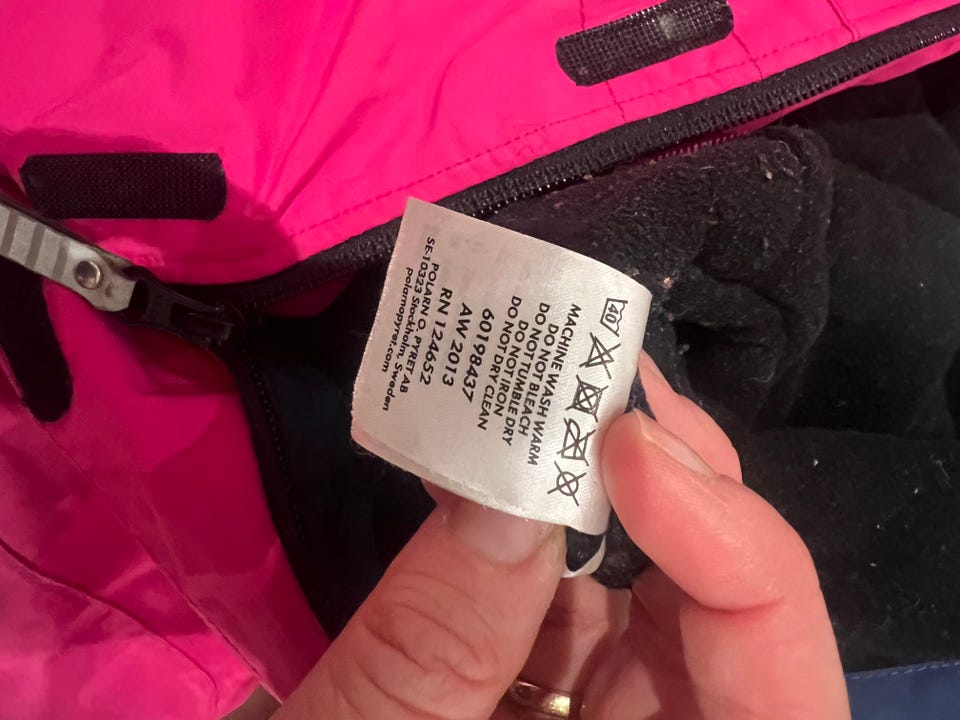 40
MACHINE WASH WARM
DO NOT BLEACH
DO NOT TUMBLE DRY
DO NOT IRON
DO NOT DRY CLEAN
60198437
AW 2013
RN 124652
POLARN O. PYRET AB
SE-10323 Stockholm, Sweden
polarnopyret.com